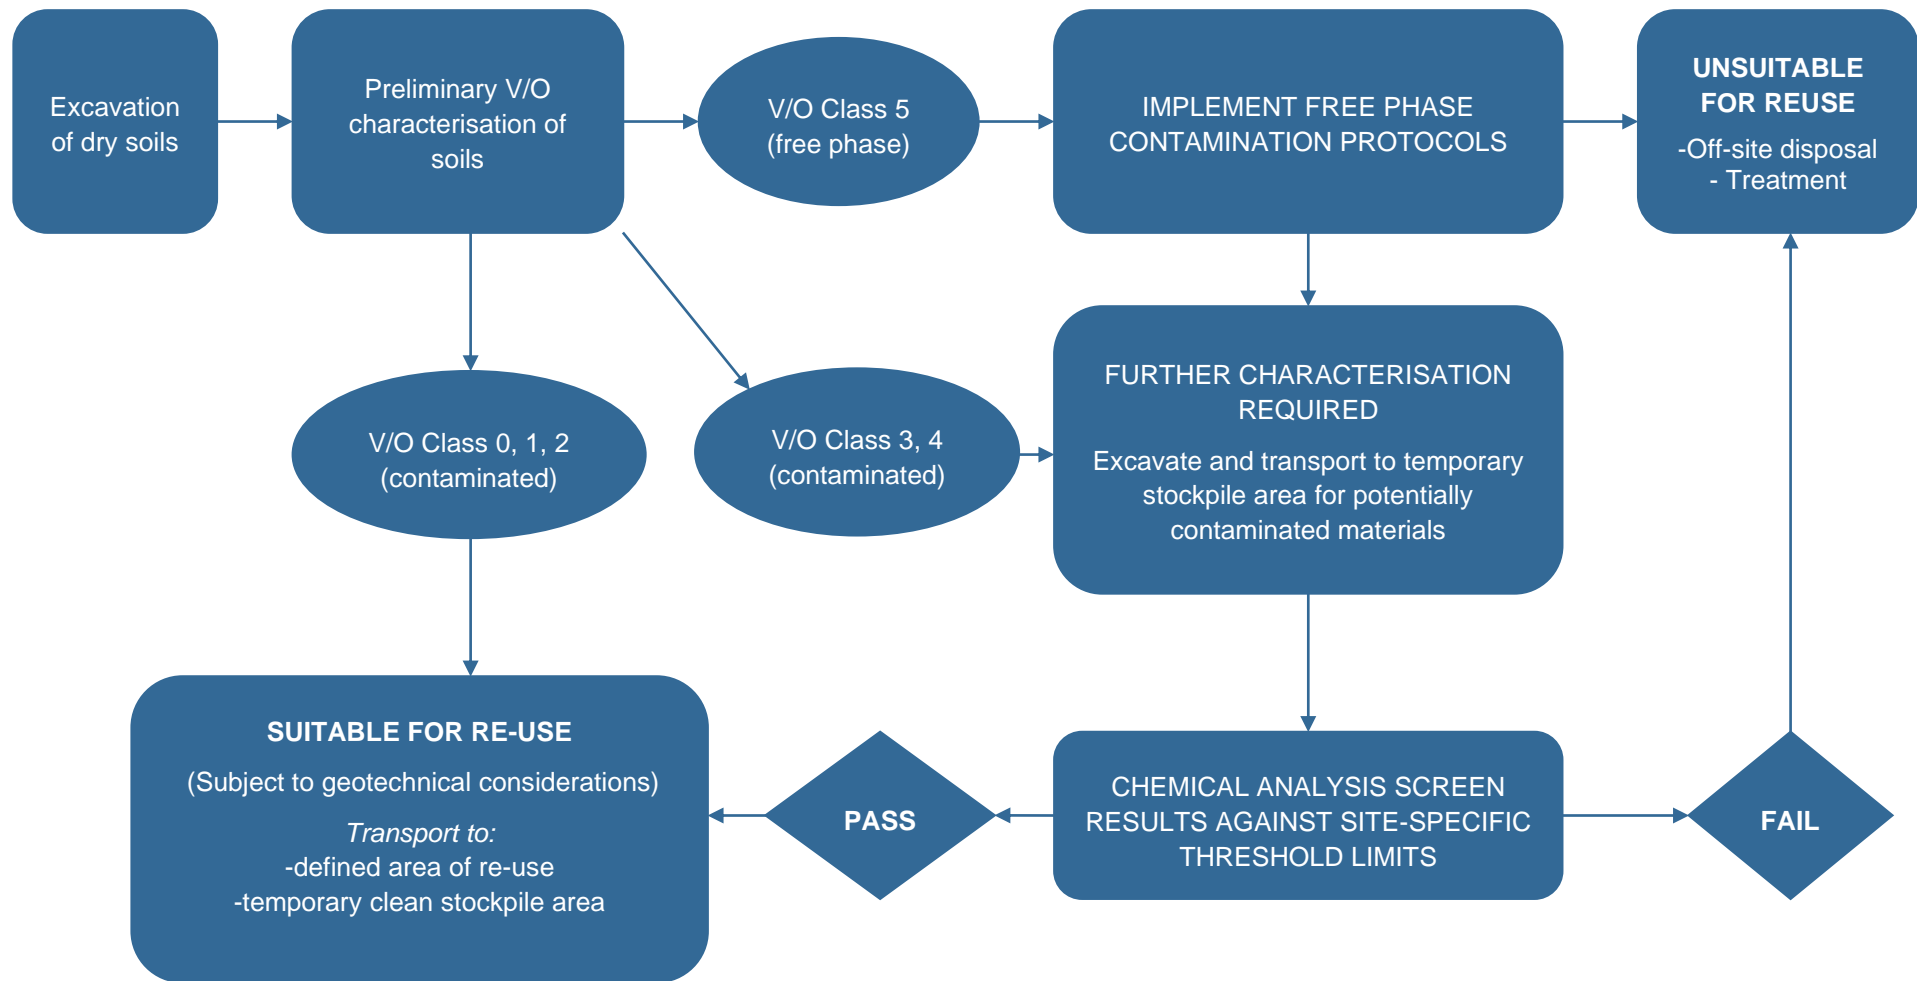 Excavation
of dry soils
Preliminary V/O
characterisation of
soils
V/O Class 5
(free phase)
IMPLEMENT FREE PHASE
CONTAMINATION PROTOCOLS
UNSUITABLE
FOR REUSE
-Off-site disposal
- Treatment
V/O Class 0, 1, 2
(contaminated)
V/O Class 3, 4
(contaminated)
FURTHER CHARACTERISATION
REQUIRED
Excavate and transport to temporary
stockpile area for potentially
contaminated materials
SUITABLE FOR RE-USE
(Subject to geotechnical considerations)
Transport to:
-defined area of re-use
-temporary clean stockpile area
PASS
CHEMICAL ANALYSIS SCREEN
RESULTS AGAINST SITE-SPECIFIC
THRESHOLD LIMITS
FAIL